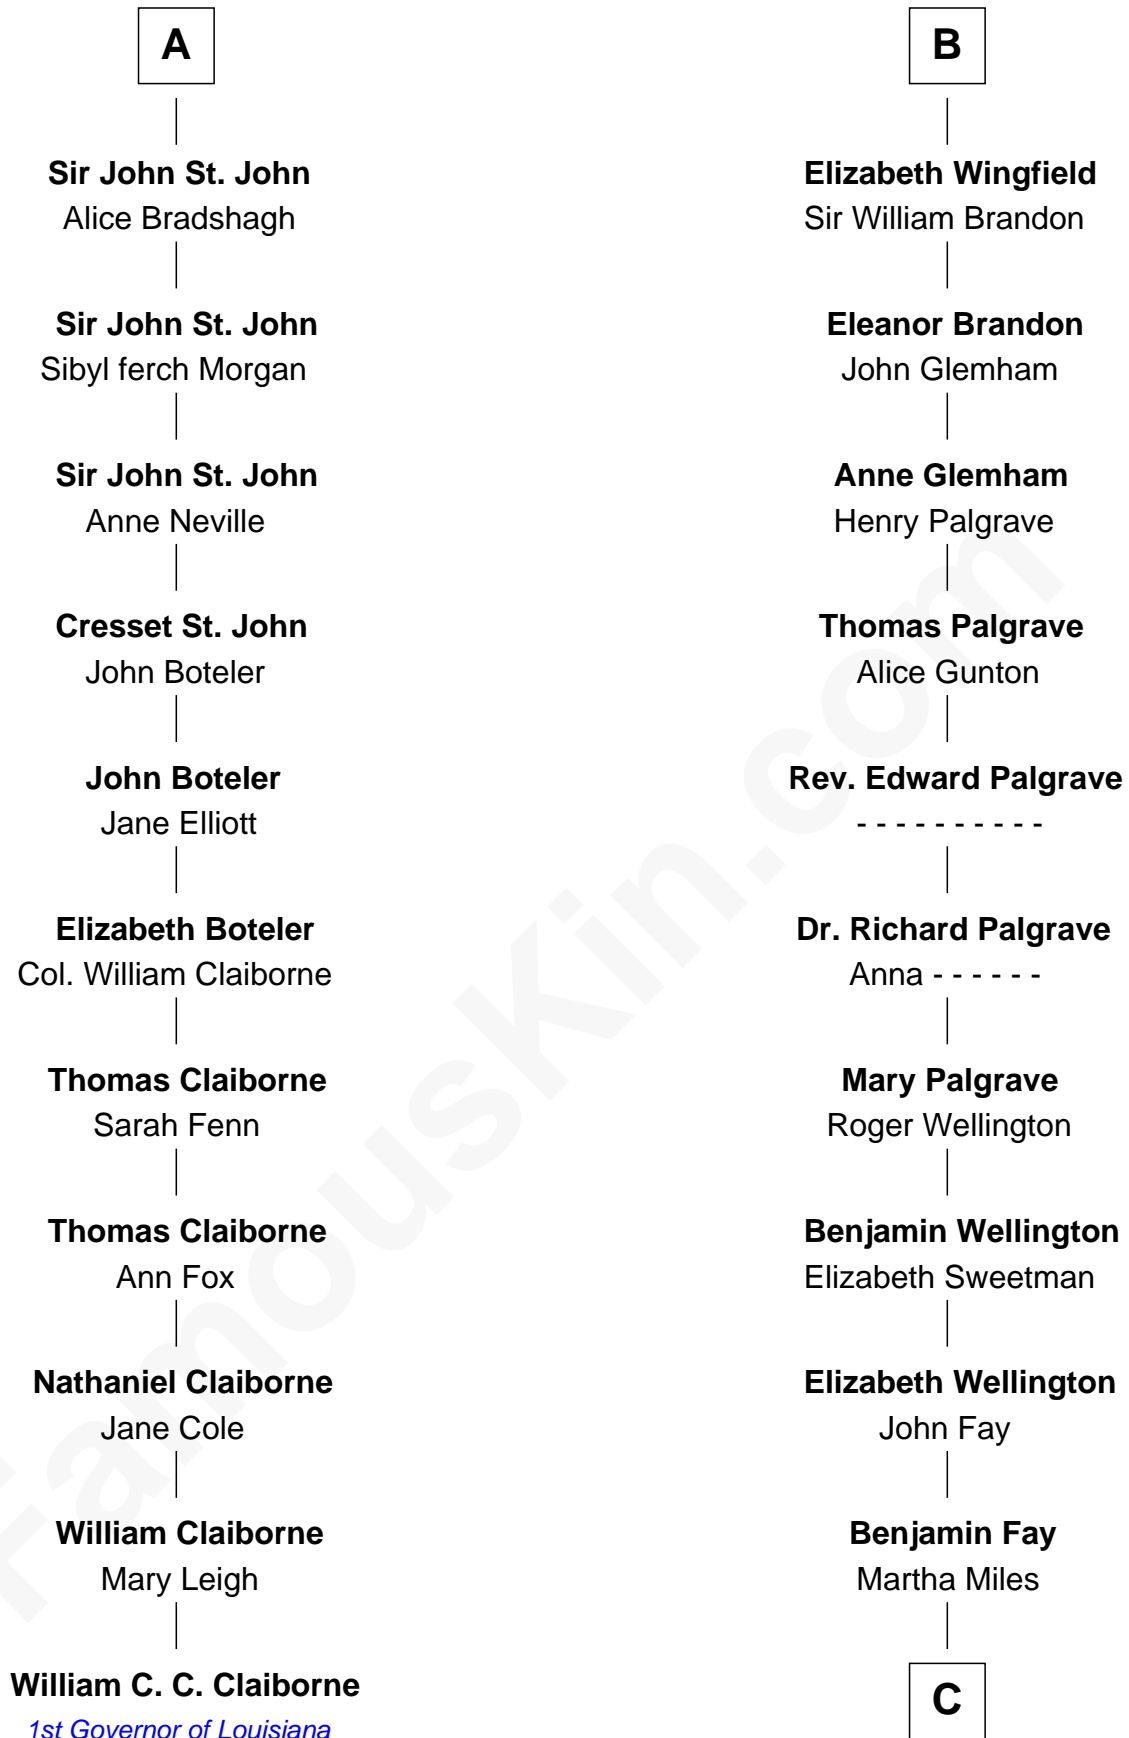 A
Sir John St. John
Alice Bradshagh
Sir John St. John
Sibyl ferch Morgan
Sir John St. John
Anne Neville
Cresset St. John
John Boteler
John Boteler
Jane Elliott
Elizabeth Boteler
Col. William Claiborne
Thomas Claiborne
Sarah Fenn
Thomas Claiborne
Ann Fox
Nathaniel Claiborne
Jane Cole
William Claiborne
Mary Leigh
William C. C. Claiborne
1st Governor of Louisiana
B
Elizabeth Wingfield
Sir William Brandon
Eleanor Brandon
John Glemham
Anne Glemham
Henry Palgrave
Thomas Palgrave
Alice Gunton
Rev. Edward Palgrave
- - - - - - - - - -
Dr. Richard Palgrave
Anna - - - - - -
Mary Palgrave
Roger Wellington
Benjamin Wellington
Elizabeth Sweetman
Elizabeth Wellington
John Fay
Benjamin Fay
Martha Miles
C
FamousKin.com